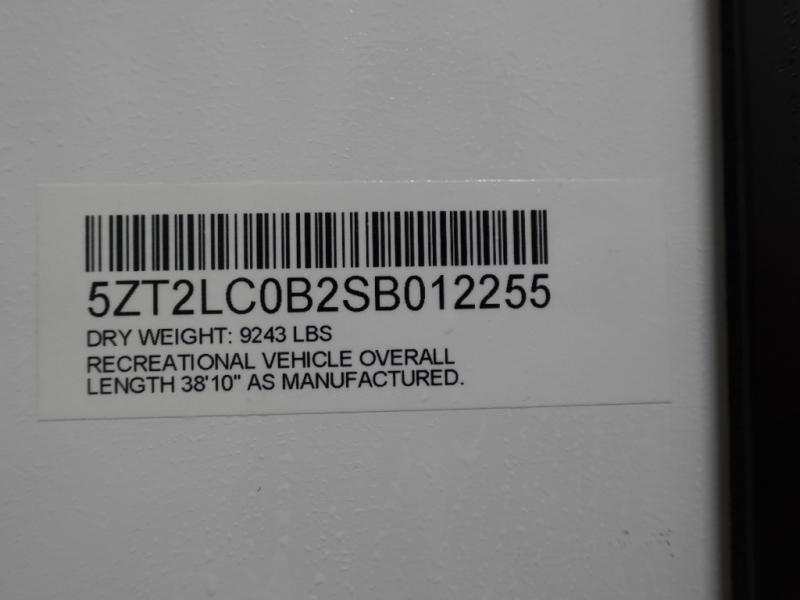 5ZT2LC0B2SB012255
DRY WEIGHT: 9243 LBS
RECREATIONAL VEHICLE OVERALL
LENGTH 38'10" AS MANUFACTURED.